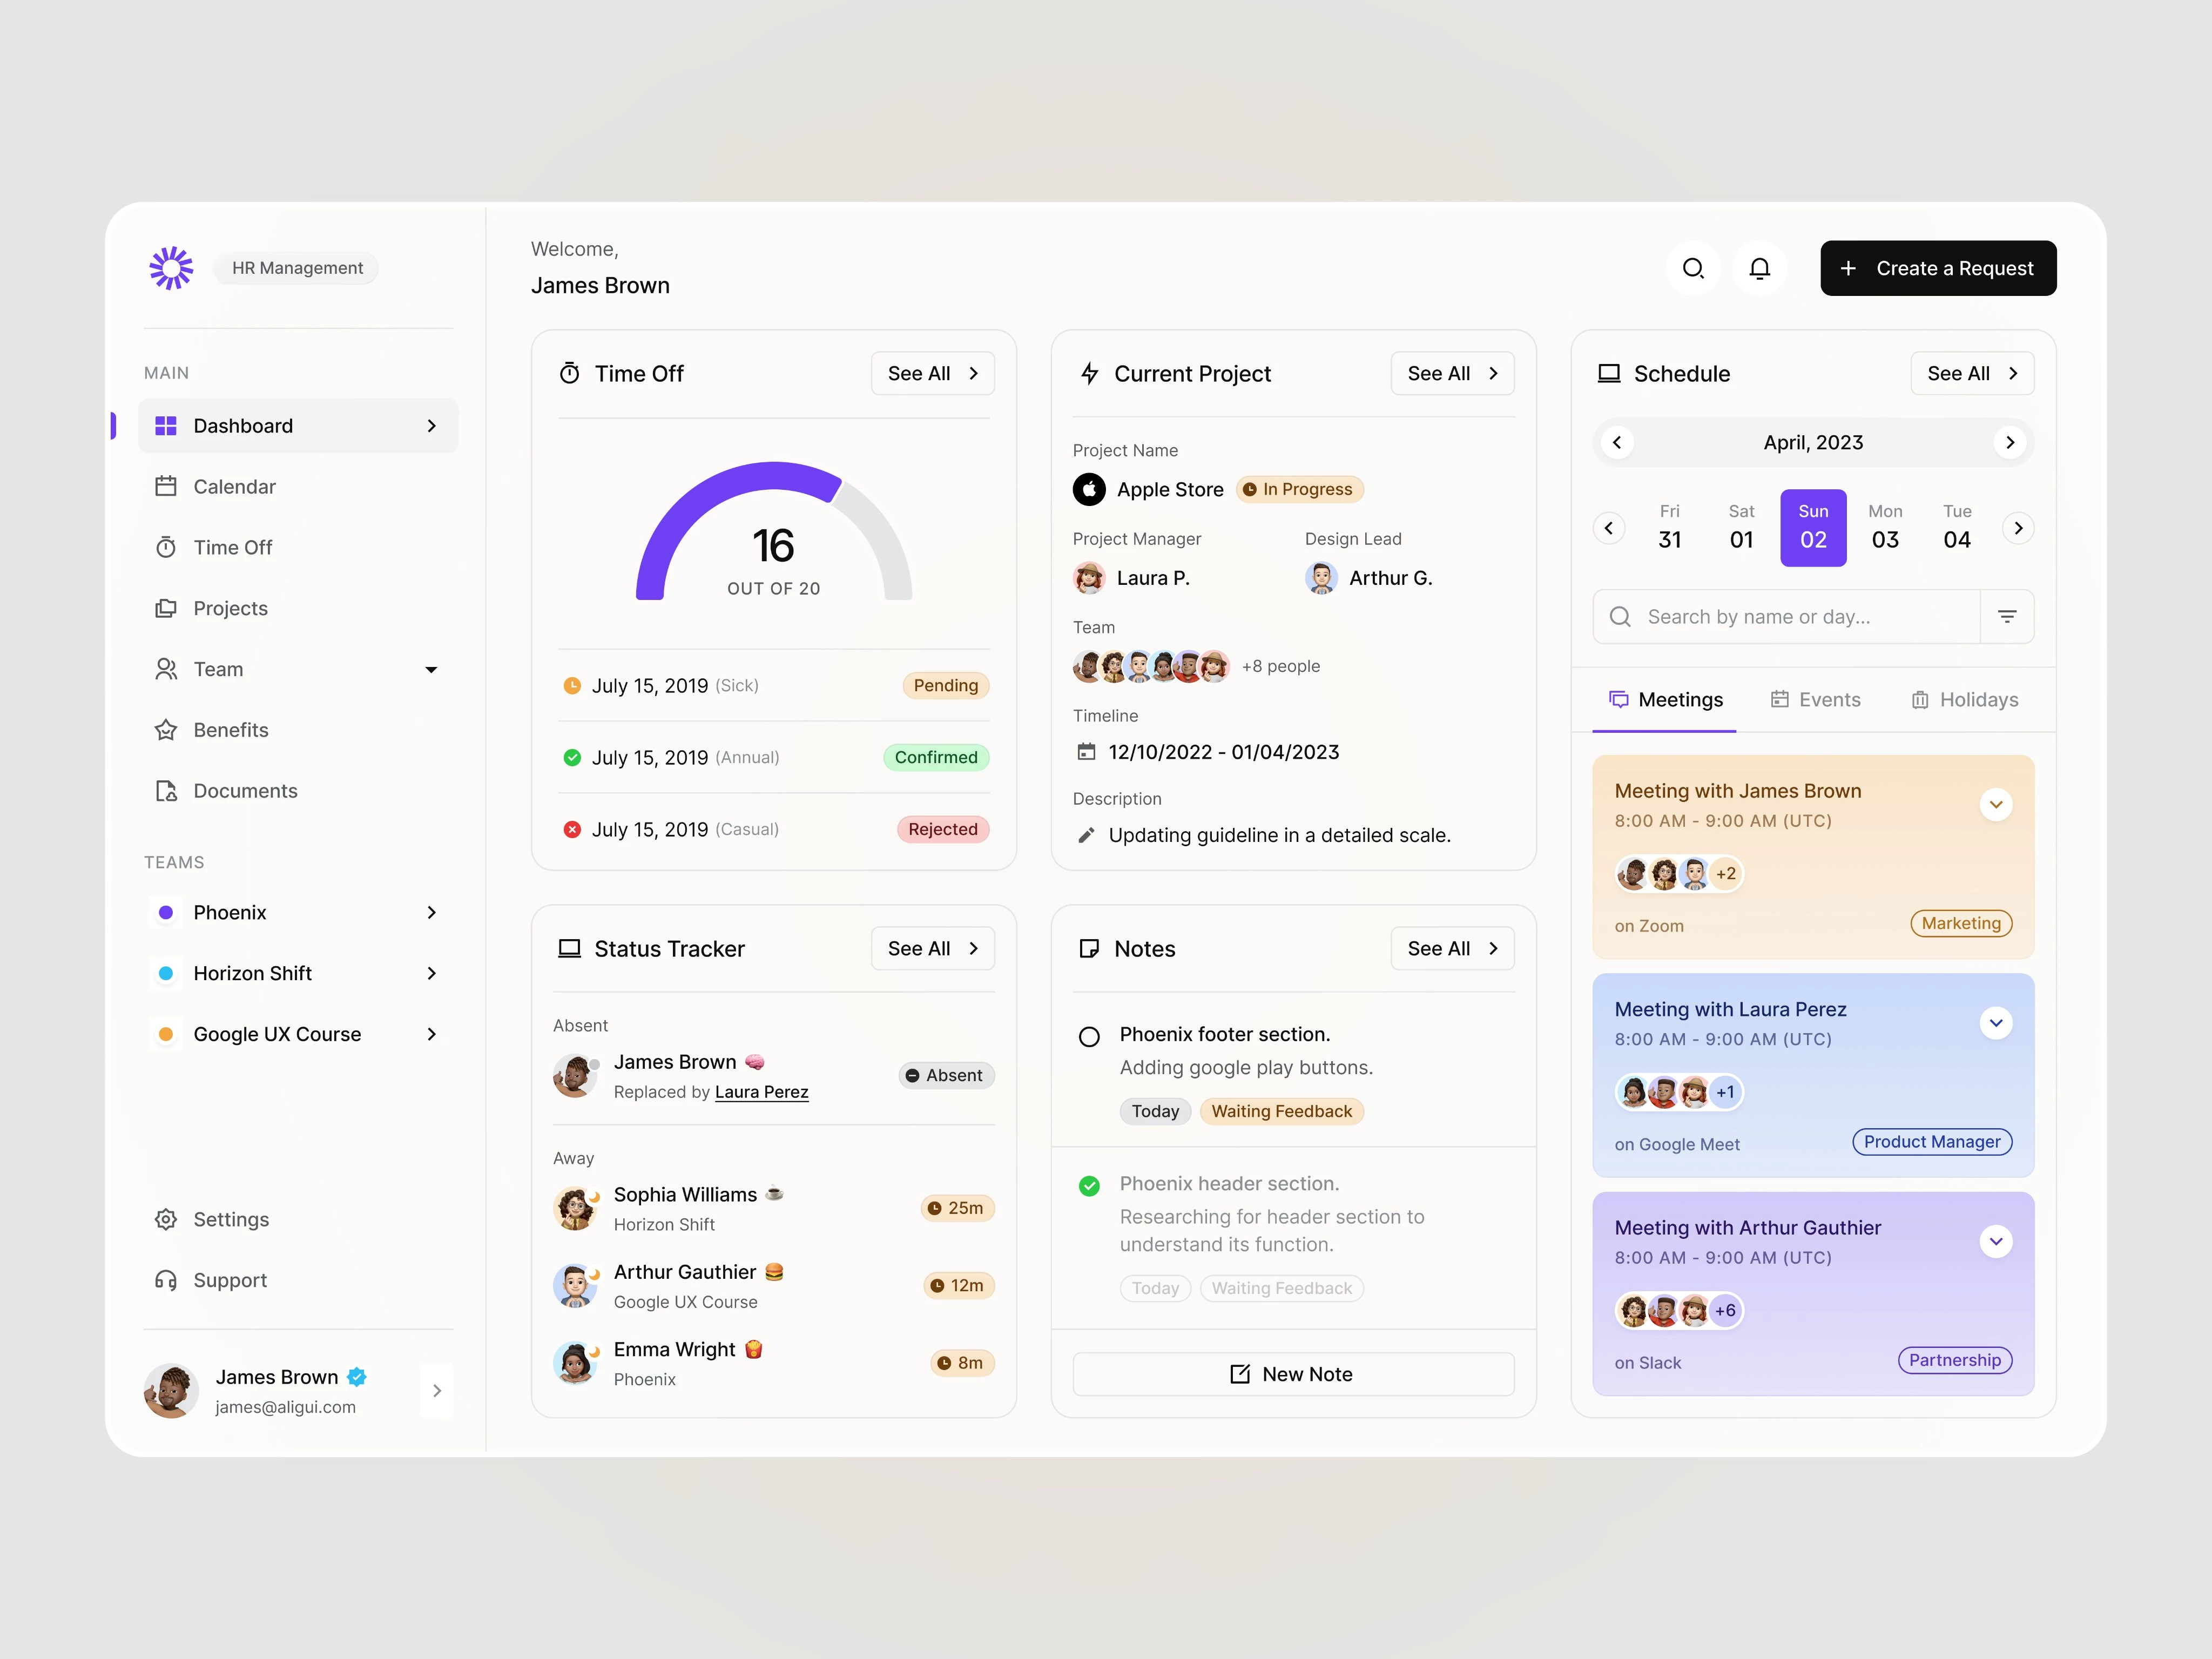 HR Management
MAIN
Dashboard
Calendar
Time Off
Projects
Team
Benefits
Documents
TEAMS
Phoenix
Horizon Shift
Google UX Course
Settings
Support
James Brown
james@aligui.com
Welcome,
James Brown
Create a Request
Time Off
See All
16
OUT OF 20
July 15, 2019 (Sick) Pending
July 15, 2019 (Annual) Confirmed
July 15, 2019 (Casual) Rejected
Current Project
See All
Project Name
Apple Store In Progress
Project Manager Design Lead
Laura P. Arthur G.
Team
+8 people
Timeline
12/10/2022 - 01/04/2023
Description
Updating guideline in a detailed scale.
Status Tracker
See All
Absent
James Brown
Replaced by Laura Perez
Absent
Away
Sophia Williams
Horizon Shift
25m
Arthur Gauthier
Google UX Course
12m
Emma Wright
Phoenix
8m
Notes
See All
Phoenix footer section.
Adding google play buttons.
Today Waiting Feedback
Phoenix header section.
Researching for header section to
understand its function.
Today Waiting Feedback
New Note
Schedule
See All
April, 2023
Fri Sat Sun Mon Tue
31 01 02 03 04
Search by name or day...
Meetings Events Holidays
Meeting with James Brown
8:00 AM - 9:00 AM (UTC)
+2
on Zoom Marketing
Meeting with Laura Perez
8:00 AM - 9:00 AM (UTC)
+1
on Google Meet Product Manager
Meeting with Arthur Gauthier
8:00 AM - 9:00 AM (UTC)
+6
on Slack Partnership